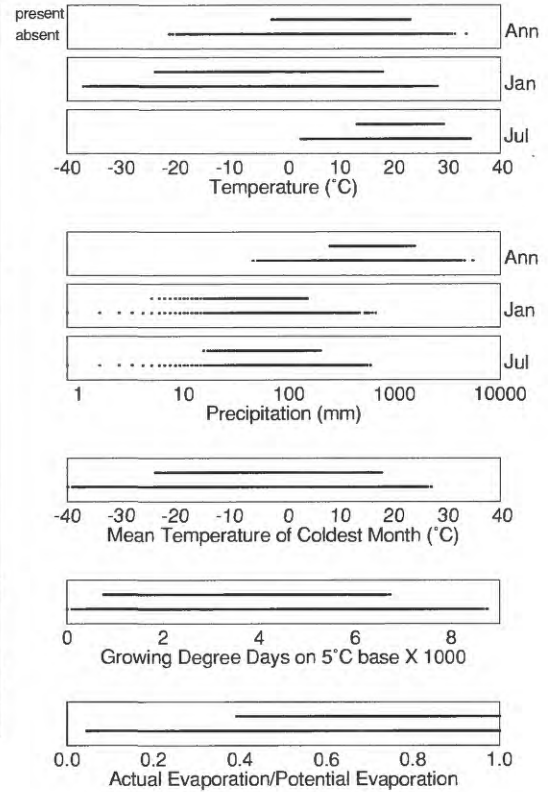 present
absent
Ann
Jan
Jul
-40 -30 -20 -10 0 10 20 30 40
Temperature (˚C)
Ann
Jan
Jul
1 10 100 1000 10000
Precipitation (mm)
-40 -30 -20 -10 0 10 20 30 40
Mean Temperature of Coldest Month (˚C)
0 2 4 6 8
Growing Degree Days on 5˚C base X 1000
0.0 0.2 0.4 0.6 0.8 1.0
Actual Evaporation/Potential Evaporation